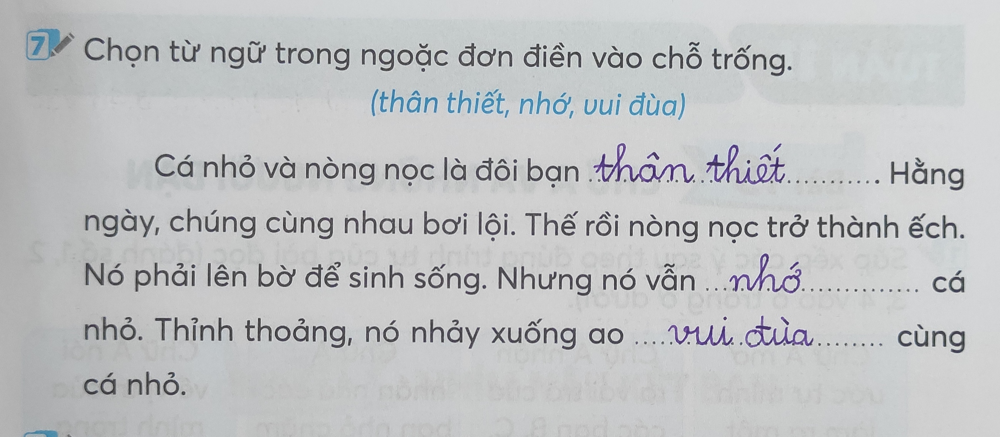 7 Chọn từ ngữ trong ngoặc đơn điền vào chỗ trống.
(thân thiết, nhớ, vui đùa)
Cá nhỏ và nòng nọc là đôi bạn ..thân thiết........... Hằng
ngày, chúng cùng nhau bơi lội. Thế rồi nòng nọc trở thành ếch.
Nó phải lên bờ để sinh sống. Nhưng nó vẫn ...nhớ............. cá
nhỏ. Thỉnh thoảng, nó nhảy xuống ao .....vui đùa........ cùng
cá nhỏ.